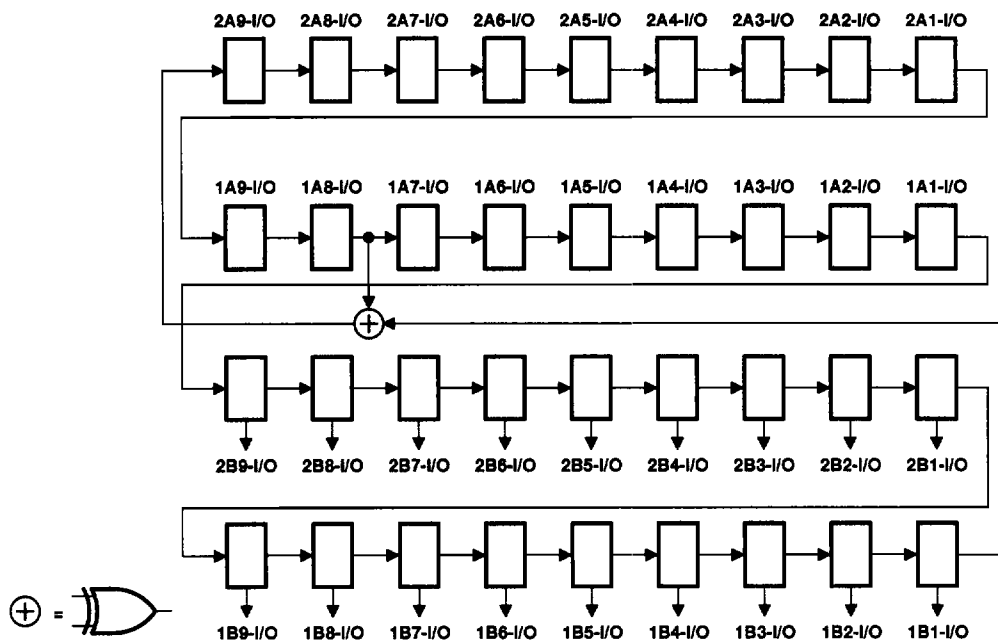 2A9-I/O 2A8-I/O 2A7-I/O 2A6-I/O 2A5-I/O 2A4-I/O 2A3-I/O 2A2-I/O 2A1-I/O
1A9-I/O 1A8-I/O 1A7-I/O 1A6-I/O 1A5-I/O 1A4-I/O 1A3-I/O 1A2-I/O 1A1-I/O
2B9-I/O 2B8-I/O 2B7-I/O 2B6-I/O 2B5-I/O 2B4-I/O 2B3-I/O 2B2-I/O 2B1-I/O
=
1B9-I/O 1B8-I/O 1B7-I/O 1B6-I/O 1B5-I/O 1B4-I/O 1B3-I/O 1B2-I/O 1B1-I/O